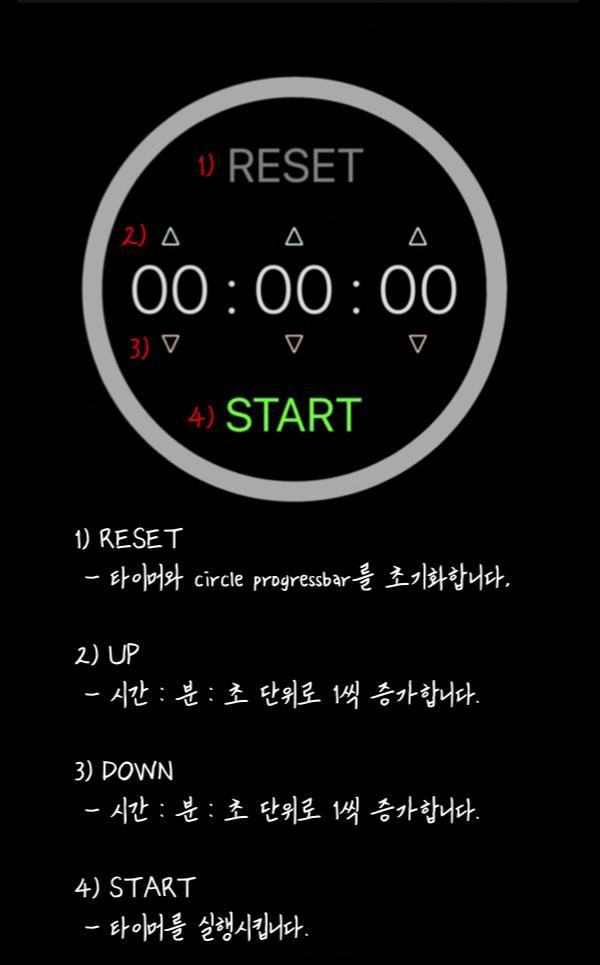 1) RESET
2) △ △ △
00 : 00 : 00
3) ▽ ▽ ▽
4) START
1) RESET
- 타이머와 circle progressbar를 초기화합니다.
2) UP
- 시간 : 분 : 초 단위로 1씩 증가합니다.
3) DOWN
- 시간 : 분 : 초 단위로 1씩 증가합니다.
4) START
- 타이머를 실행시킵니다.